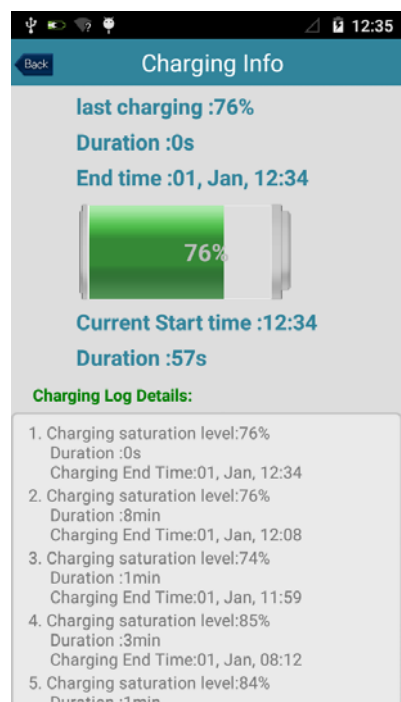 12:35
Back
Charging Info
last charging :76%
Duration :0s
End time :01, Jan, 12:34
76%
Current Start time :12:34
Duration :57s
Charging Log Details:
1. Charging saturation level:76%
Duration :0s
Charging End Time:01, Jan, 12:34
2. Charging saturation level:76%
Duration :8min
Charging End Time:01, Jan, 12:08
3. Charging saturation level:74%
Duration :1min
Charging End Time:01, Jan, 11:59
4. Charging saturation level:85%
Duration :3min
Charging End Time:01, Jan, 08:12
5. Charging saturation level:84%
Duration :1min